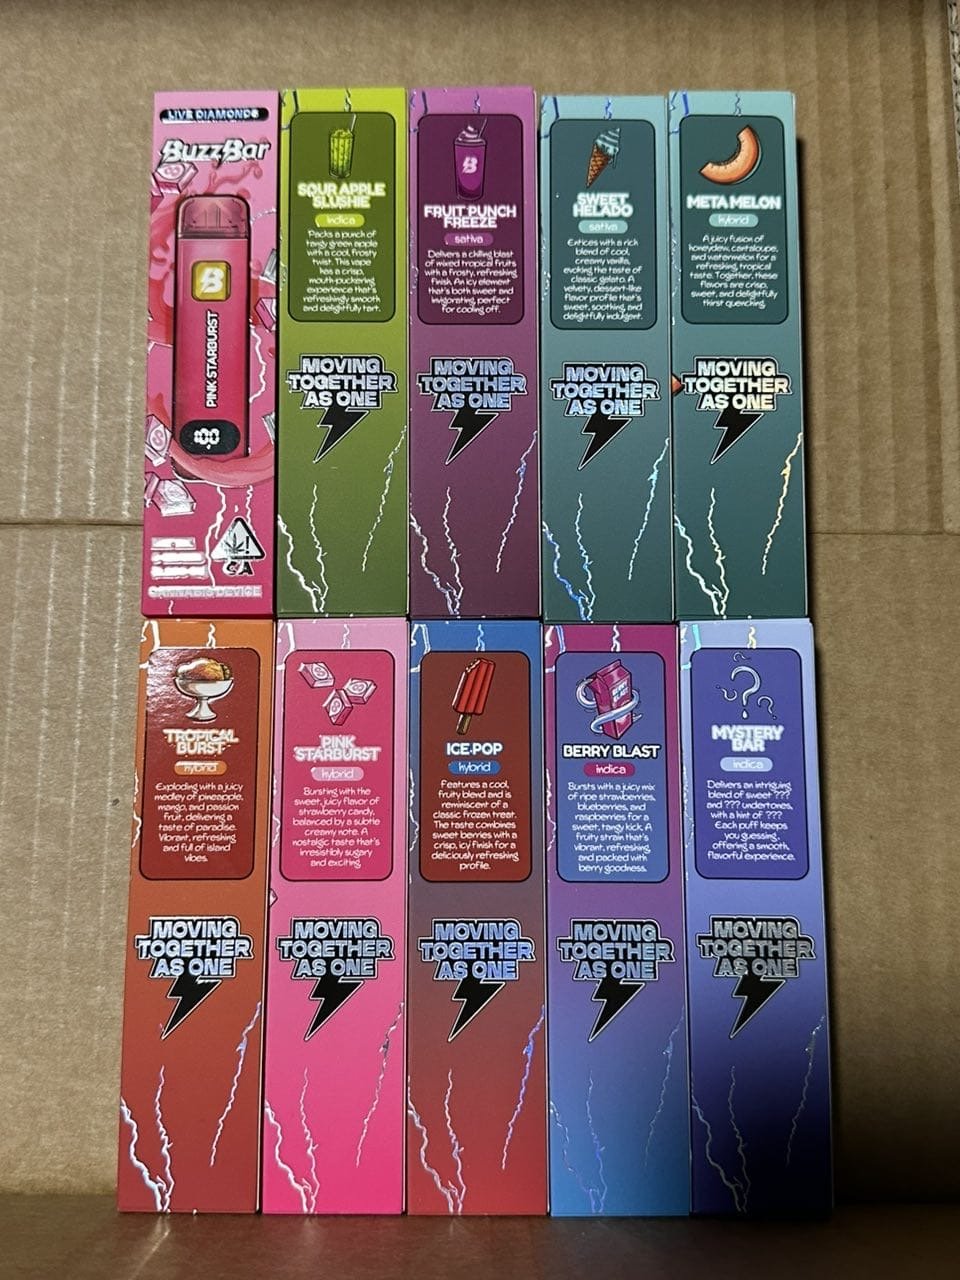 LIVE DIAMONDS
BuzzBar
B
PINK STARBURST
100
CA
CANNABIS DEVICE
SOUR APPLE
SLUSHIE
indica
Packs a punch of
tangy green apple
with a cool, frosty
twist. This vape
has a crisp,
mouth-puckering
experience that's
refreshingly smooth
and delightfully tart.
MOVING
TOGETHER
AS ONE
B
FRUIT PUNCH
FREEZE
sativa
Delivers a chilling blast
of mixed tropical fruits
with a frosty, refreshing
finish. An icy element
that's both sweet and
invigorating, perfect
for cooling off.
MOVING
TOGETHER
AS ONE
SWEET
HELADO
sativa
Entices with a rich
blend of cool,
creamy vanilla,
evoking the taste of
classic gelato. A
velvety, dessert-like
flavor profile that's
sweet, soothing, and
delightfully indulgent.
MOVING
TOGETHER
AS ONE
META MELON
hybrid
A juicy fusion of
honeydew, cantaloupe,
and watermelon for a
refreshing, tropical
taste. Together, these
flavors are crisp,
sweet, and delightfully
thirst quenching.
MOVING
TOGETHER
AS ONE
TROPICAL
BURST
hybrid
Exploding with a juicy
medley of pineapple,
mango, and passion
fruit, delivering a
taste of paradise.
Vibrant, refreshing
and full of island
vibes.
MOVING
TOGETHER
AS ONE
PINK
STARBURST
hybrid
Bursting with the
sweet, juicy flavor of
strawberry candy,
balanced by a subtle
creamy note. A
nostalgic taste that's
irresistibly sugary
and exciting.
MOVING
TOGETHER
AS ONE
ICE-POP
hybrid
Features a cool,
fruity blend and is
reminiscent of a
classic frozen treat.
The taste combines
sweet berries with a
crisp, icy finish for a
deliciously refreshing
profile.
MOVING
TOGETHER
AS ONE
BERRY
BLAST
BERRY BLAST
indica
Bursts with a juicy mix
of ripe strawberries,
blueberries, and
raspberries for a
sweet, tangy kick. A
fruity strain that's
vibrant, refreshing,
and packed with
berry goodness.
MOVING
TOGETHER
AS ONE
MYSTERY
BAR
indica
Delivers an intriguing
blend of sweet ???
and ??? undertones,
with a hint of ???
Each puff keeps
you guessing,
offering a smooth,
flavorful experience.
MOVING
TOGETHER
AS ONE